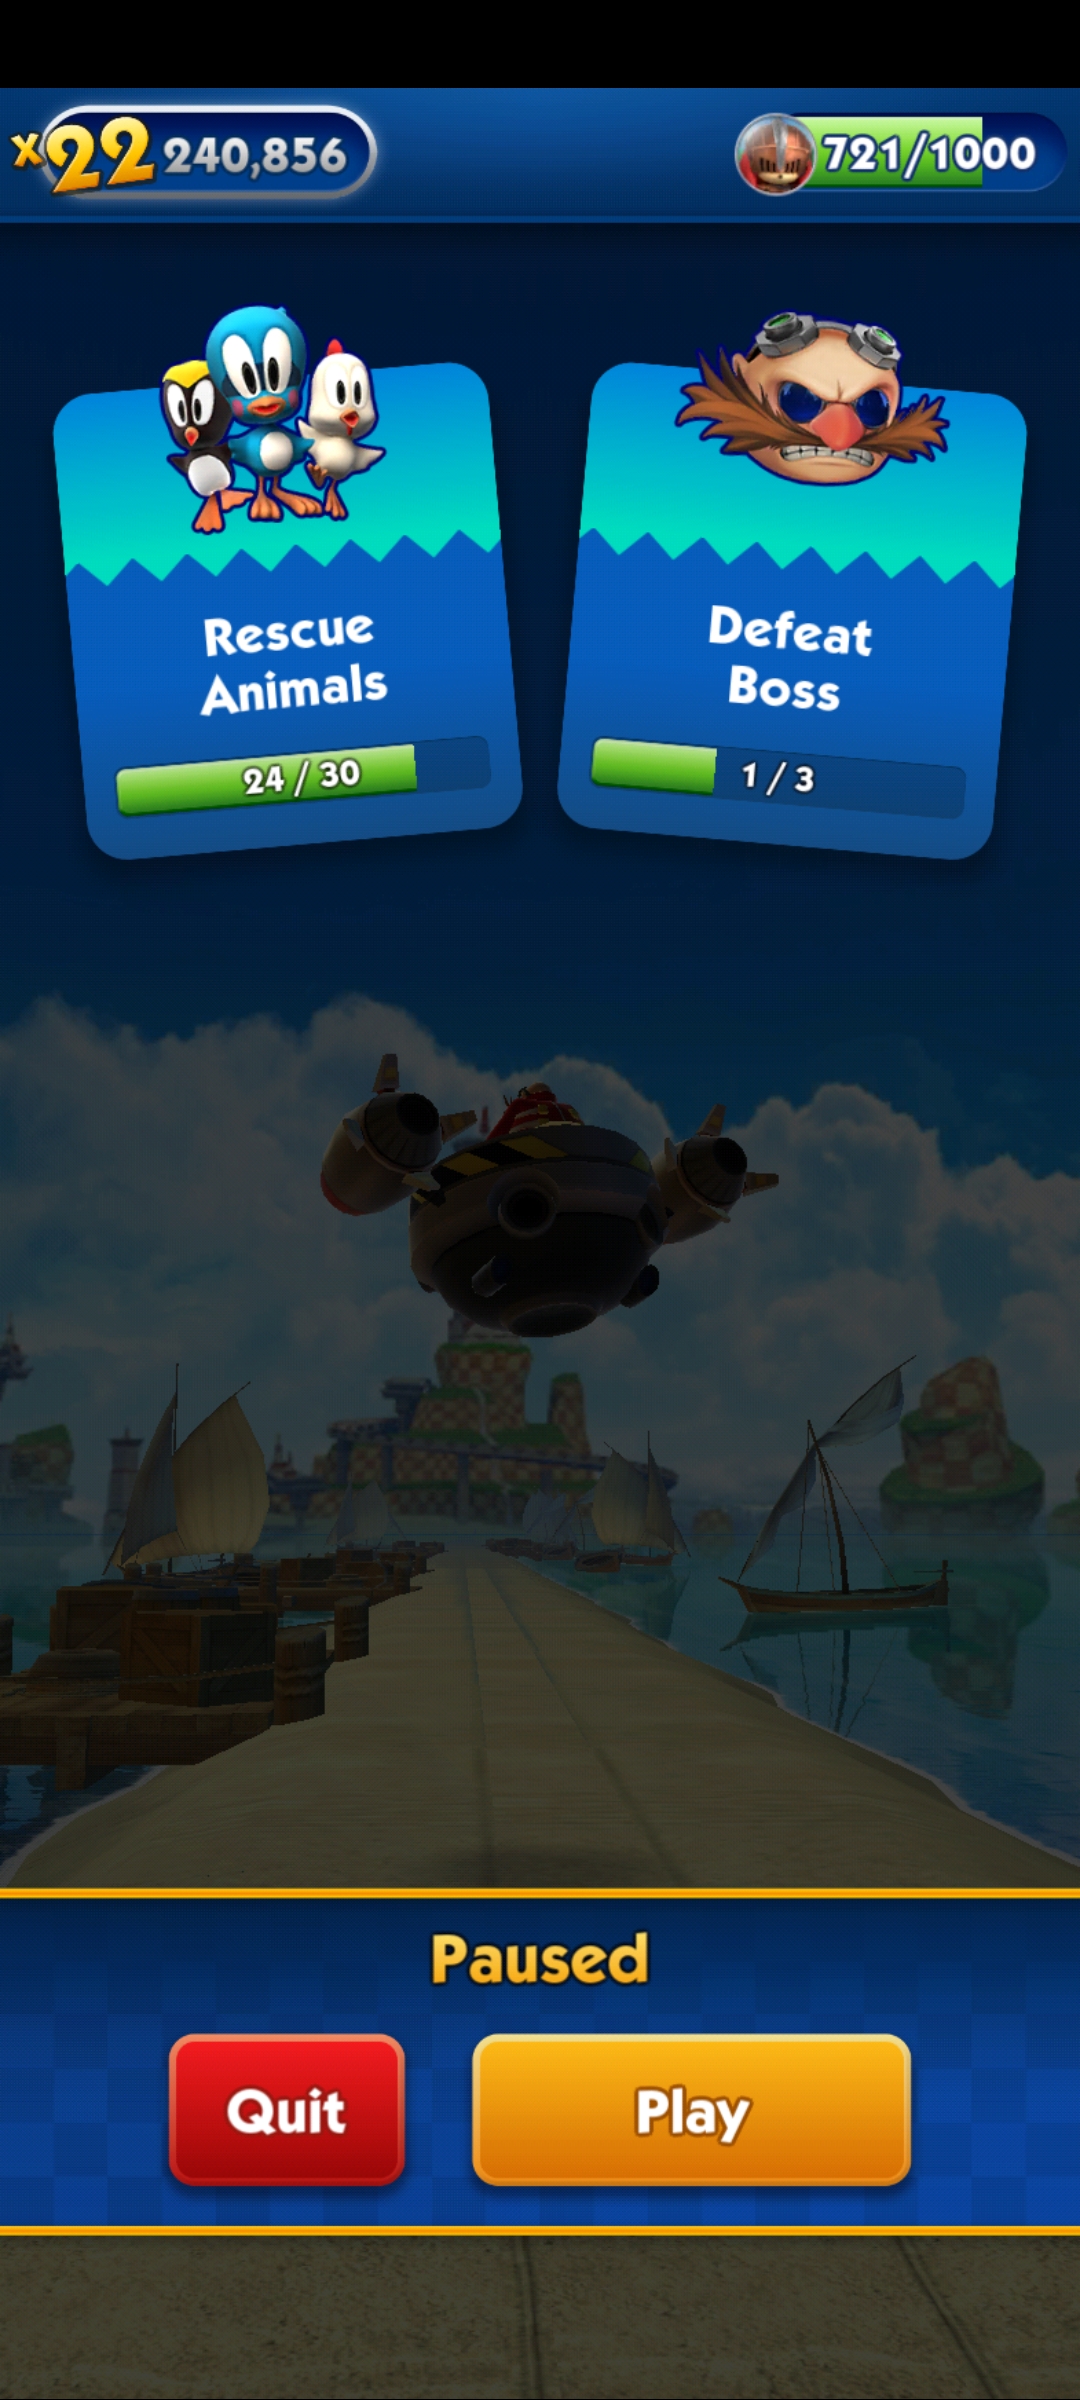 x22 240,856
721/1000
Rescue
Animals
24 / 30
Defeat
Boss
1 / 3
Paused
Quit
Play